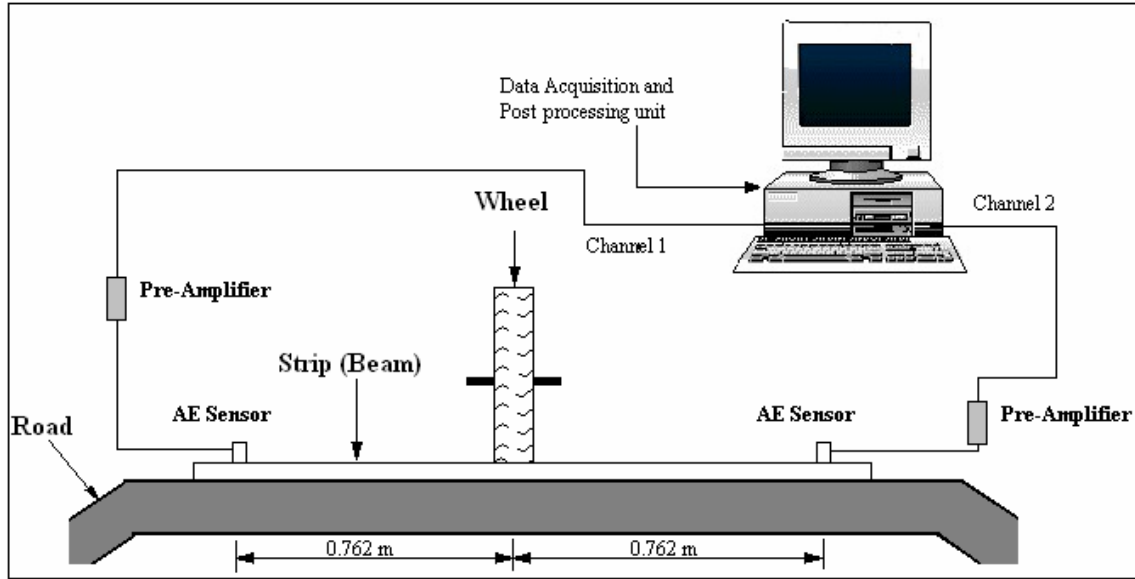 Data Acquisition and
Post processing unit
Wheel
Channel 2
Channel 1
Pre-Amplifier
Strip (Beam)
AE Sensor
AE Sensor
Pre-Amplifier
Road
0.762 m
0.762 m